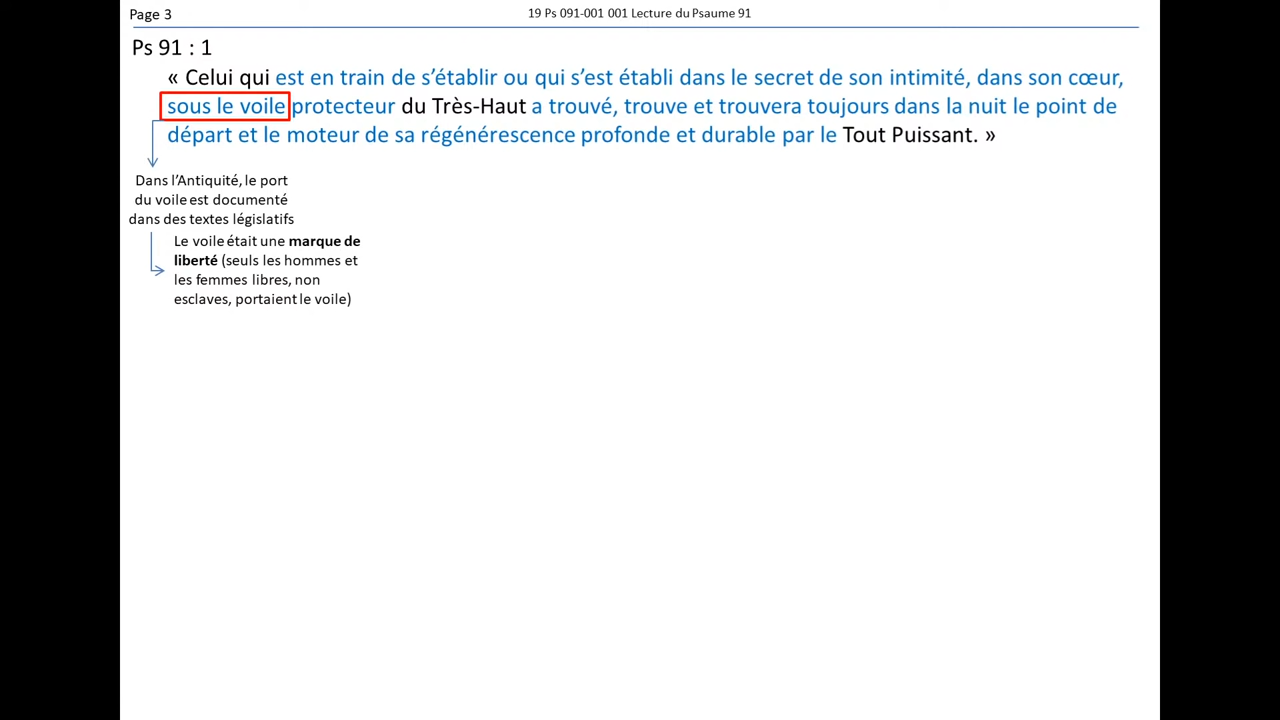 Page 3
19 Ps 091-001 001 Lecture du Psaume 91
Ps 91 : 1
« Celui qui est en train de s’établir ou qui s’est établi dans le secret de son intimité, dans son cœur,
sous le voile protecteur du Très-Haut a trouvé, trouve et trouvera toujours dans la nuit le point de
départ et le moteur de sa régénérescence profonde et durable par le Tout Puissant. »
Dans l’Antiquité, le port
du voile est documenté
dans des textes législatifs
Le voile était une marque de
liberté (seuls les hommes et
les femmes libres, non
esclaves, portaient le voile)